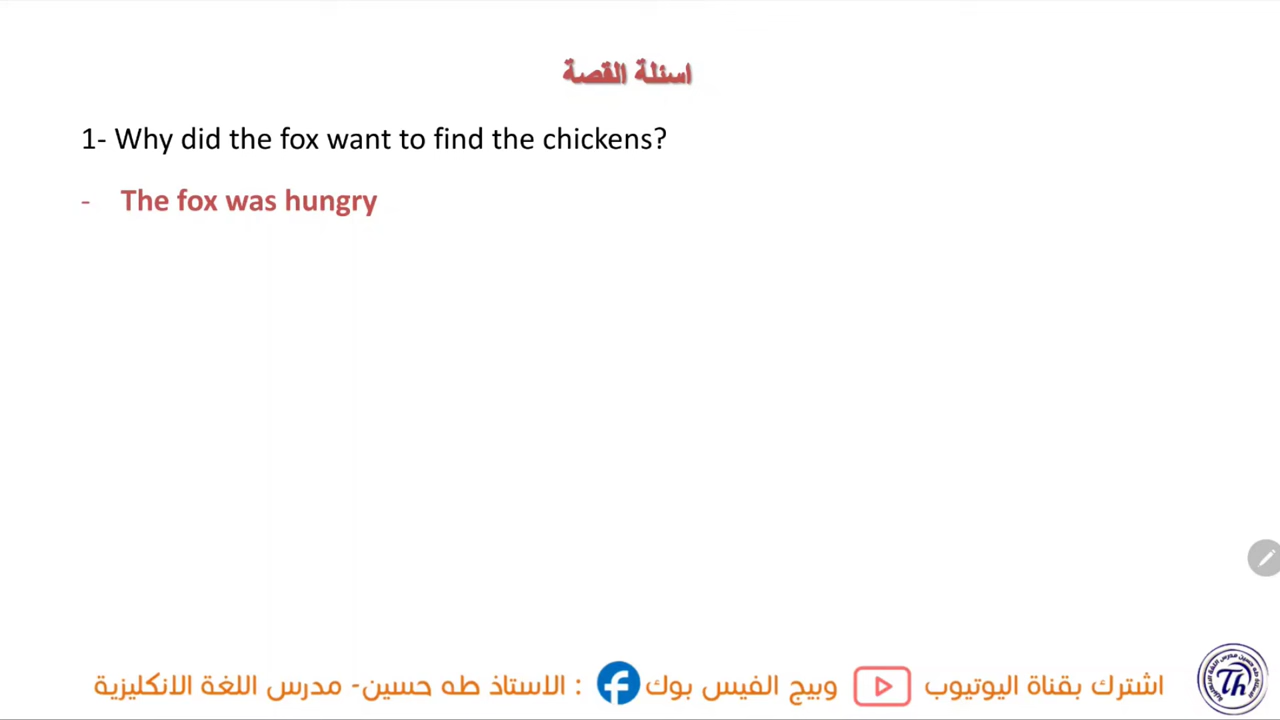 اسئلة القصة
1- Why did the fox want to find the chickens?
- The fox was hungry
اشترك بقناة اليوتيوب وبيج الفيس بوك : الاستاذ طه حسين- مدرس اللغة الانكليزية
Th